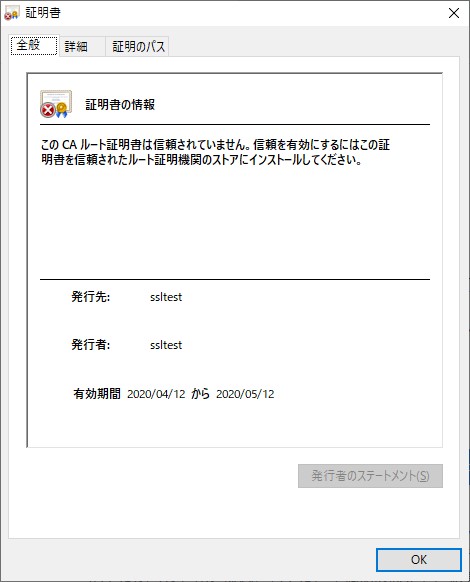 証明書
全般
詳細
証明のパス
証明書の情報
この CA ルート証明書は信頼されていません。信頼を有効にするにはこの証
明書を信頼されたルート証明機関のストアにインストールしてください。
発行先: ssltest
発行者: ssltest
有効期間 2020/04/12 から 2020/05/12
発行者のステートメント(S)
OK